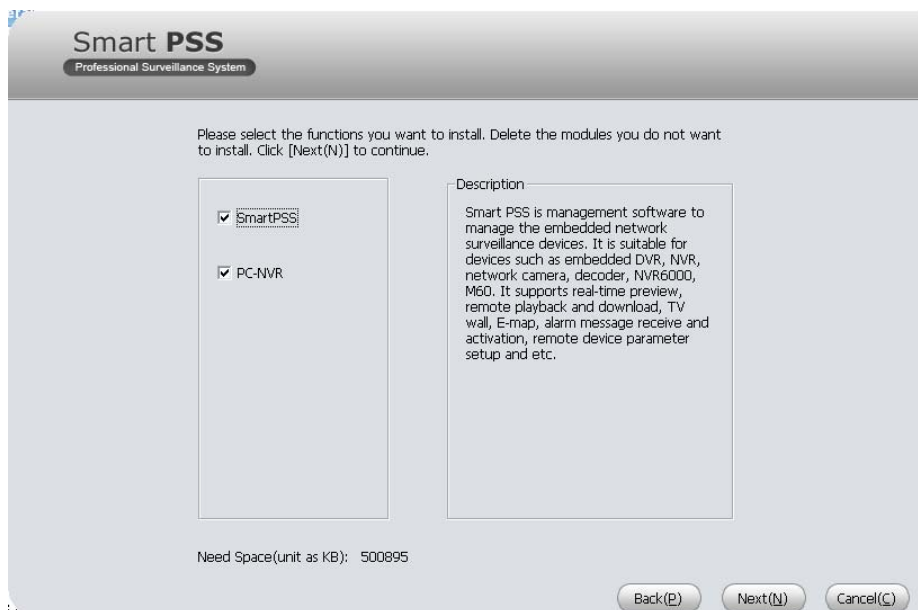 Smart PSS
Professional Surveillance System
Please select the functions you want to install. Delete the modules you do not want
to install. Click [Next(N)] to continue.
SmartPSS
PC-NVR
Description
Smart PSS is management software to
manage the embedded network
surveillance devices. It is suitable for
devices such as embedded DVR, NVR,
network camera, decoder, NVR6000,
M60. It supports real-time preview,
remote playback and download, TV
wall, E-map, alarm message receive and
activation, remote device parameter
setup and etc.
Need Space(unit as KB): 500895
Back(P)
Next(N)
Cancel(C)